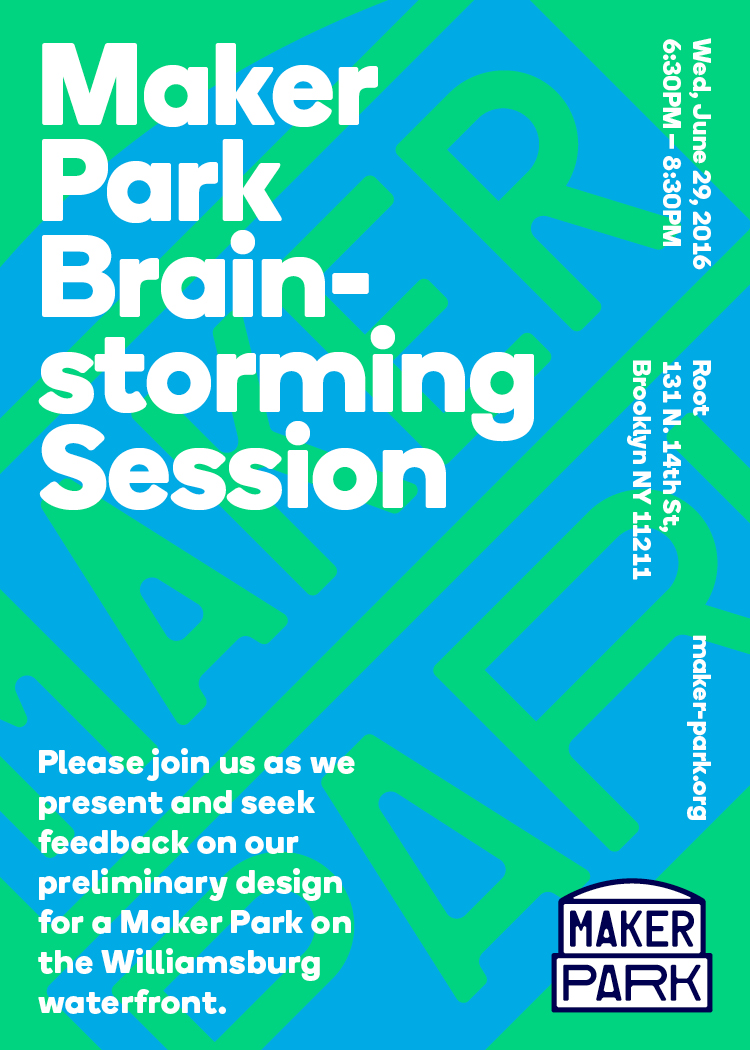 Maker
Park
Brain-
storming
Session
Wed, June 29, 2016
6:30PM – 8:30PM
Root
131 N. 14th St,
Brooklyn NY 11211
maker-park.org
Please join us as we
present and seek
feedback on our
preliminary design
for a Maker Park on
the Williamsburg
waterfront.
MAKER
PARK
MAKER
PARK